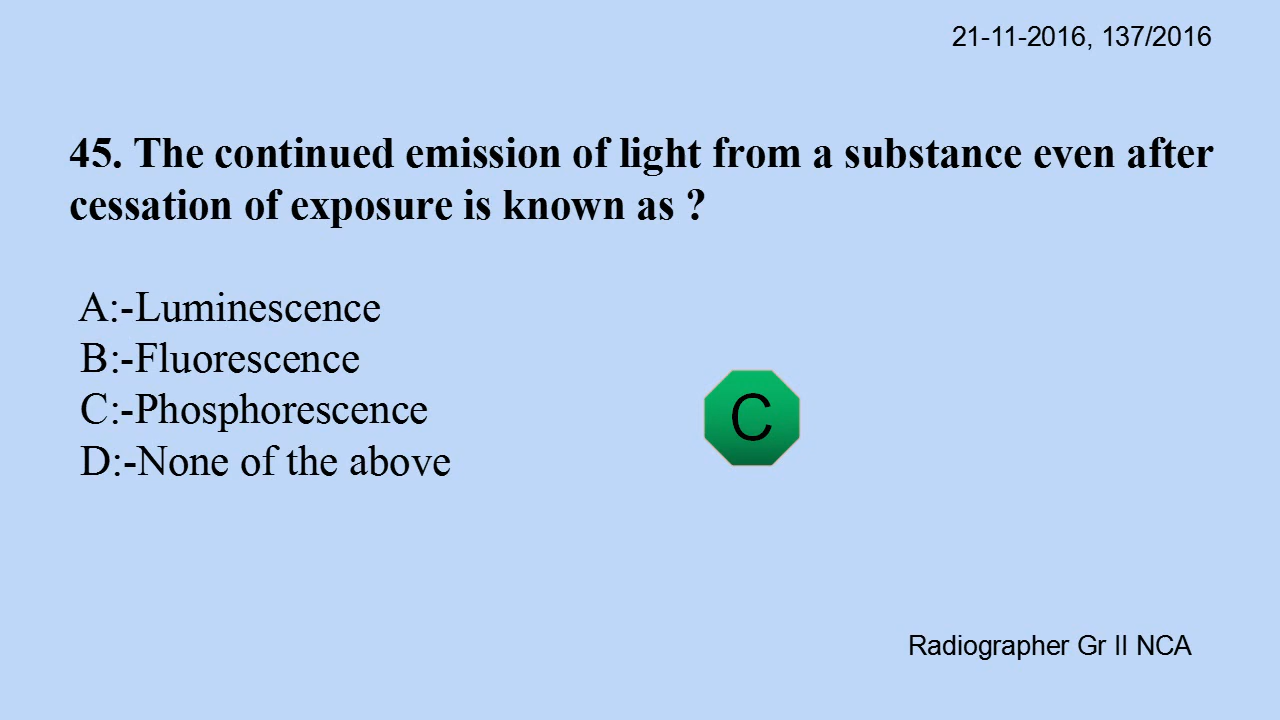 21-11-2016, 137/2016
45. The continued emission of light from a substance even after
cessation of exposure is known as ?
A:-Luminescence
B:-Fluorescence
C:-Phosphorescence
D:-None of the above
C
Radiographer Gr II NCA